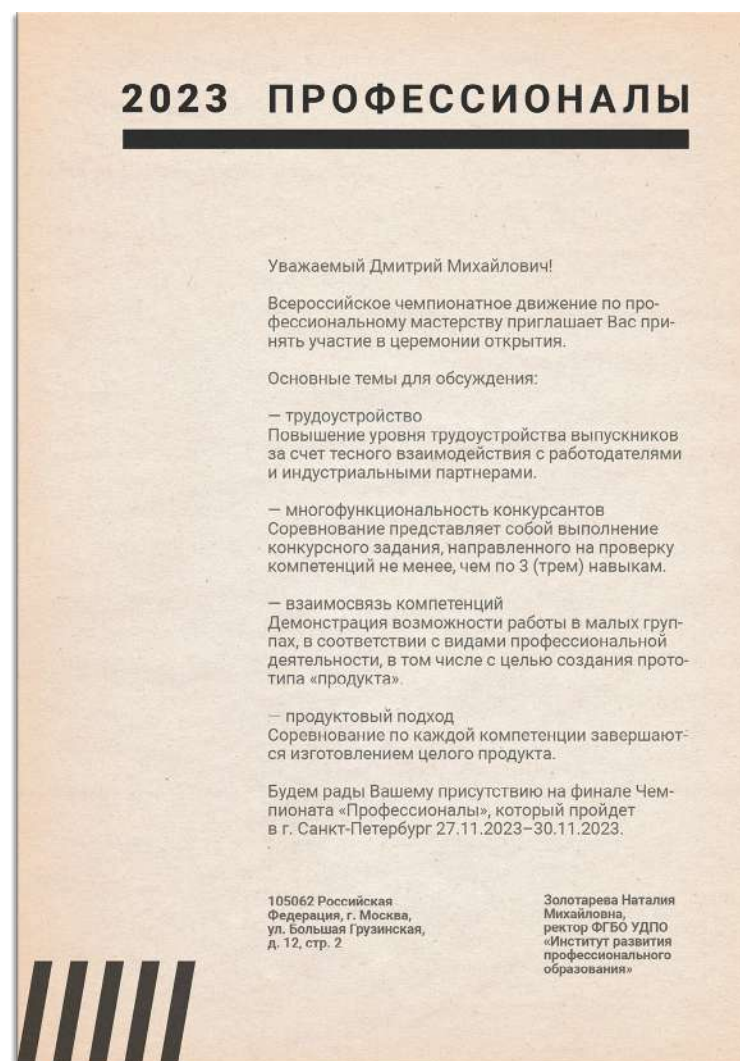 2023 ПРОФЕССИОНАЛЫ
Уважаемый Дмитрий Михайлович!
Всероссийское чемпионатное движение по про-
фессиональному мастерству приглашает Вас при-
нять участие в церемонии открытия.
Основные темы для обсуждения:
— трудоустройство
Повышение уровня трудоустройства выпускников
за счет тесного взаимодействия с работодателями
и индустриальными партнерами.
— многофункциональность конкурсантов
Соревнование представляет собой выполнение
конкурсного задания, направленного на проверку
компетенций не менее, чем по 3 (трем) навыкам.
— взаимосвязь компетенций
Демонстрация возможности работы в малых груп-
пах, в соответствии с видами профессиональной
деятельности, в том числе с целью создания прото-
типа «продукта».
— продуктовый подход
Соревнование по каждой компетенции завершают-
ся изготовлением целого продукта.
Будем рады Вашему присутствию на финале Чем-
пионата «Профессионалы», который пройдет
в г. Санкт-Петербург 27.11.2023–30.11.2023.
105062 Российская
Федерация, г. Москва,
ул. Большая Грузинская,
д. 12, стр. 2
Золотарева Наталия
Михайловна,
ректор ФГБО УДПО
«Институт развития
профессионального
образования»